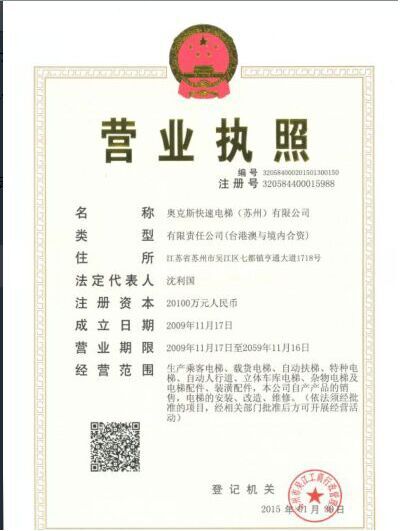 营业执照
编 号 320584000201501300150
注 册 号 320584400015988
名 称 奥克斯快速电梯（苏州）有限公司
类 型 有限责任公司(台港澳与境内合资)
住 所 江苏省苏州市吴江区七都镇亨通大道1718号
法定代表人 沈利国
注 册 资 本 20100万元人民币
成 立 日 期 2009年11月17日
营 业 期 限 2009年11月17日至2059年11月16日
经 营 范 围 生产乘客电梯、载货电梯、自动扶梯、特种电
梯、自动人行道、立体车库电梯、杂物电梯及
电梯配件、装潢配件，本公司自产产品的销
售，电梯的安装、改造、维修。（依法须经批
准的项目，经相关部门批准后方可开展经营活
动）
登 记 机 关
2015 年 01 月 30 日